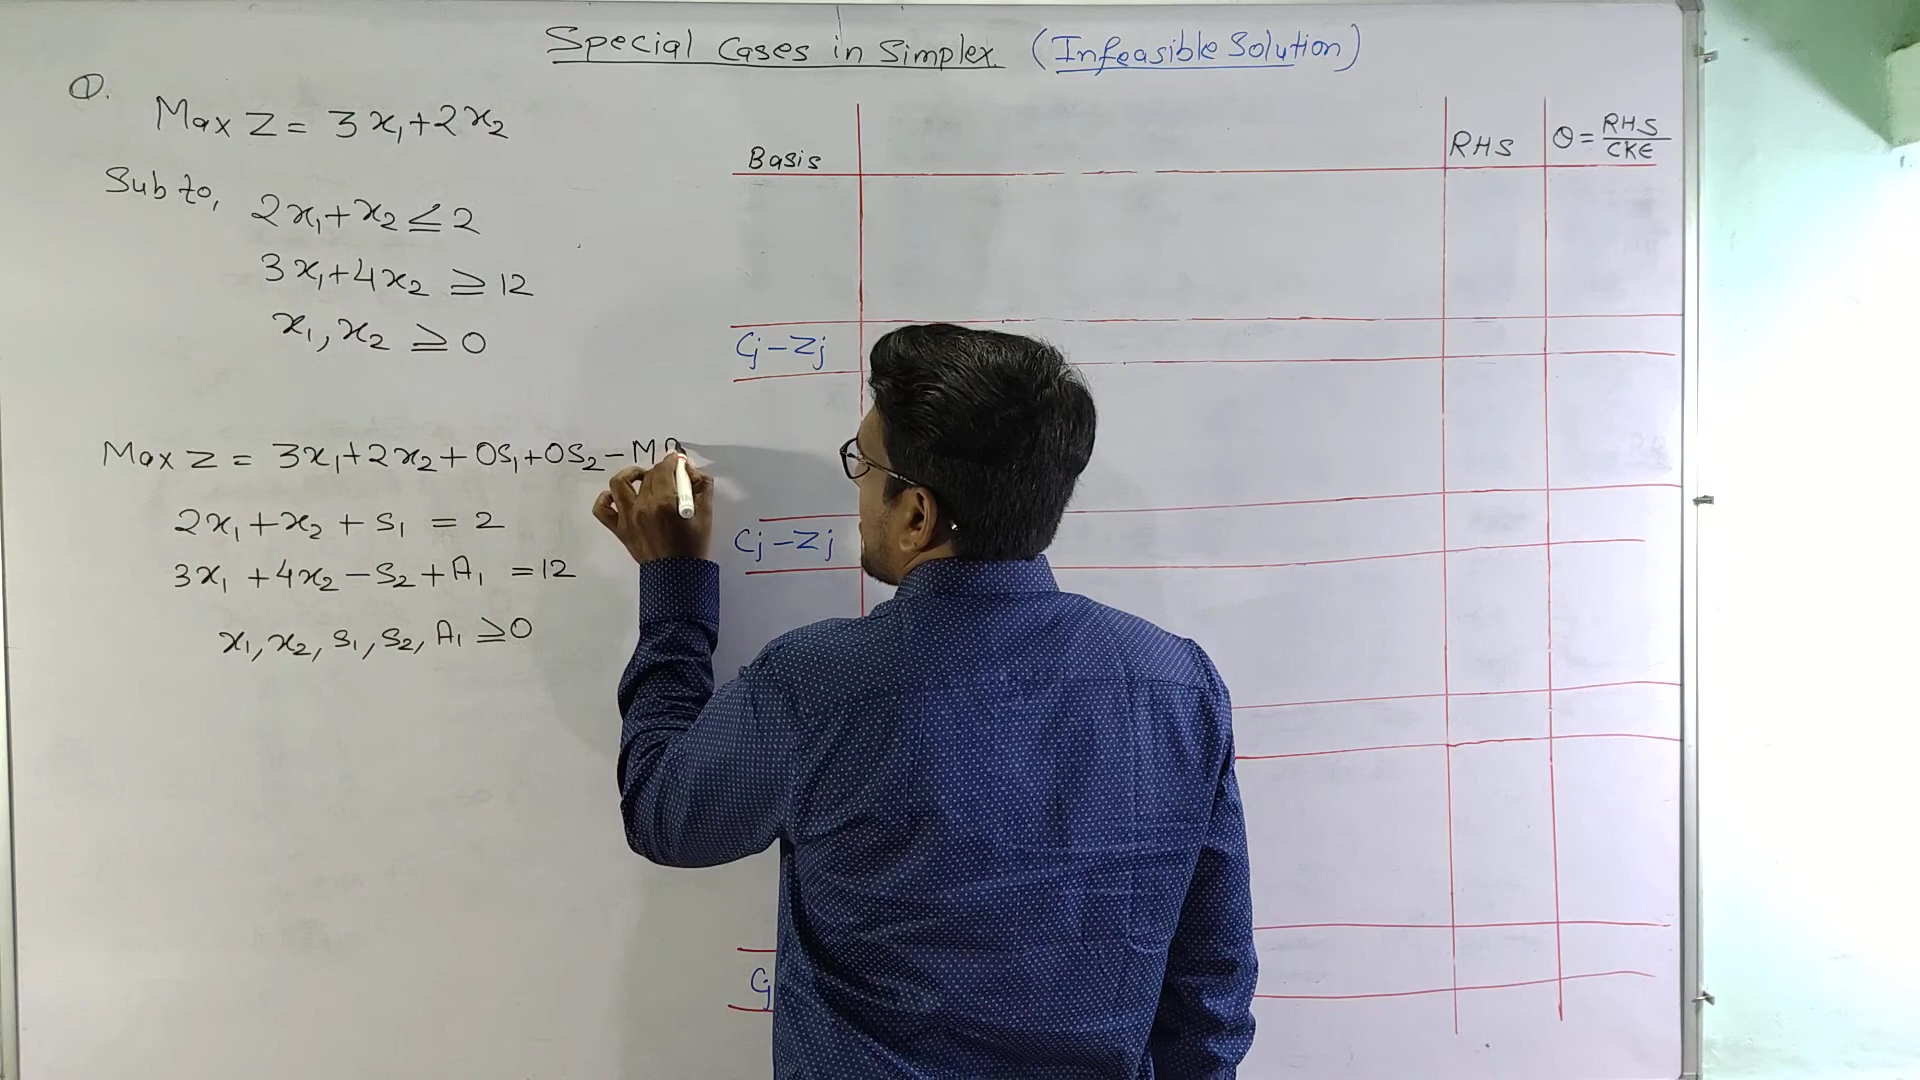 Special Cases in Simplex (Infeasible Solution)
①.
Max Z = 3x₁+2x₂
Sub to,
2x₁+x₂ ≤ 2
3x₁+4x₂ ≥ 12
x₁, x₂ ≥ 0
Max Z = 3x₁+2x₂+0S₁+0S₂-M
2x₁+x₂+S₁ = 2
3x₁+4x₂-S₂+A₁ =12
x₁, x₂, S₁, S₂, A₁ ≥0
Basis RHS θ = RHS/CKE
Cj-Zj
Cj-Zj
Cj